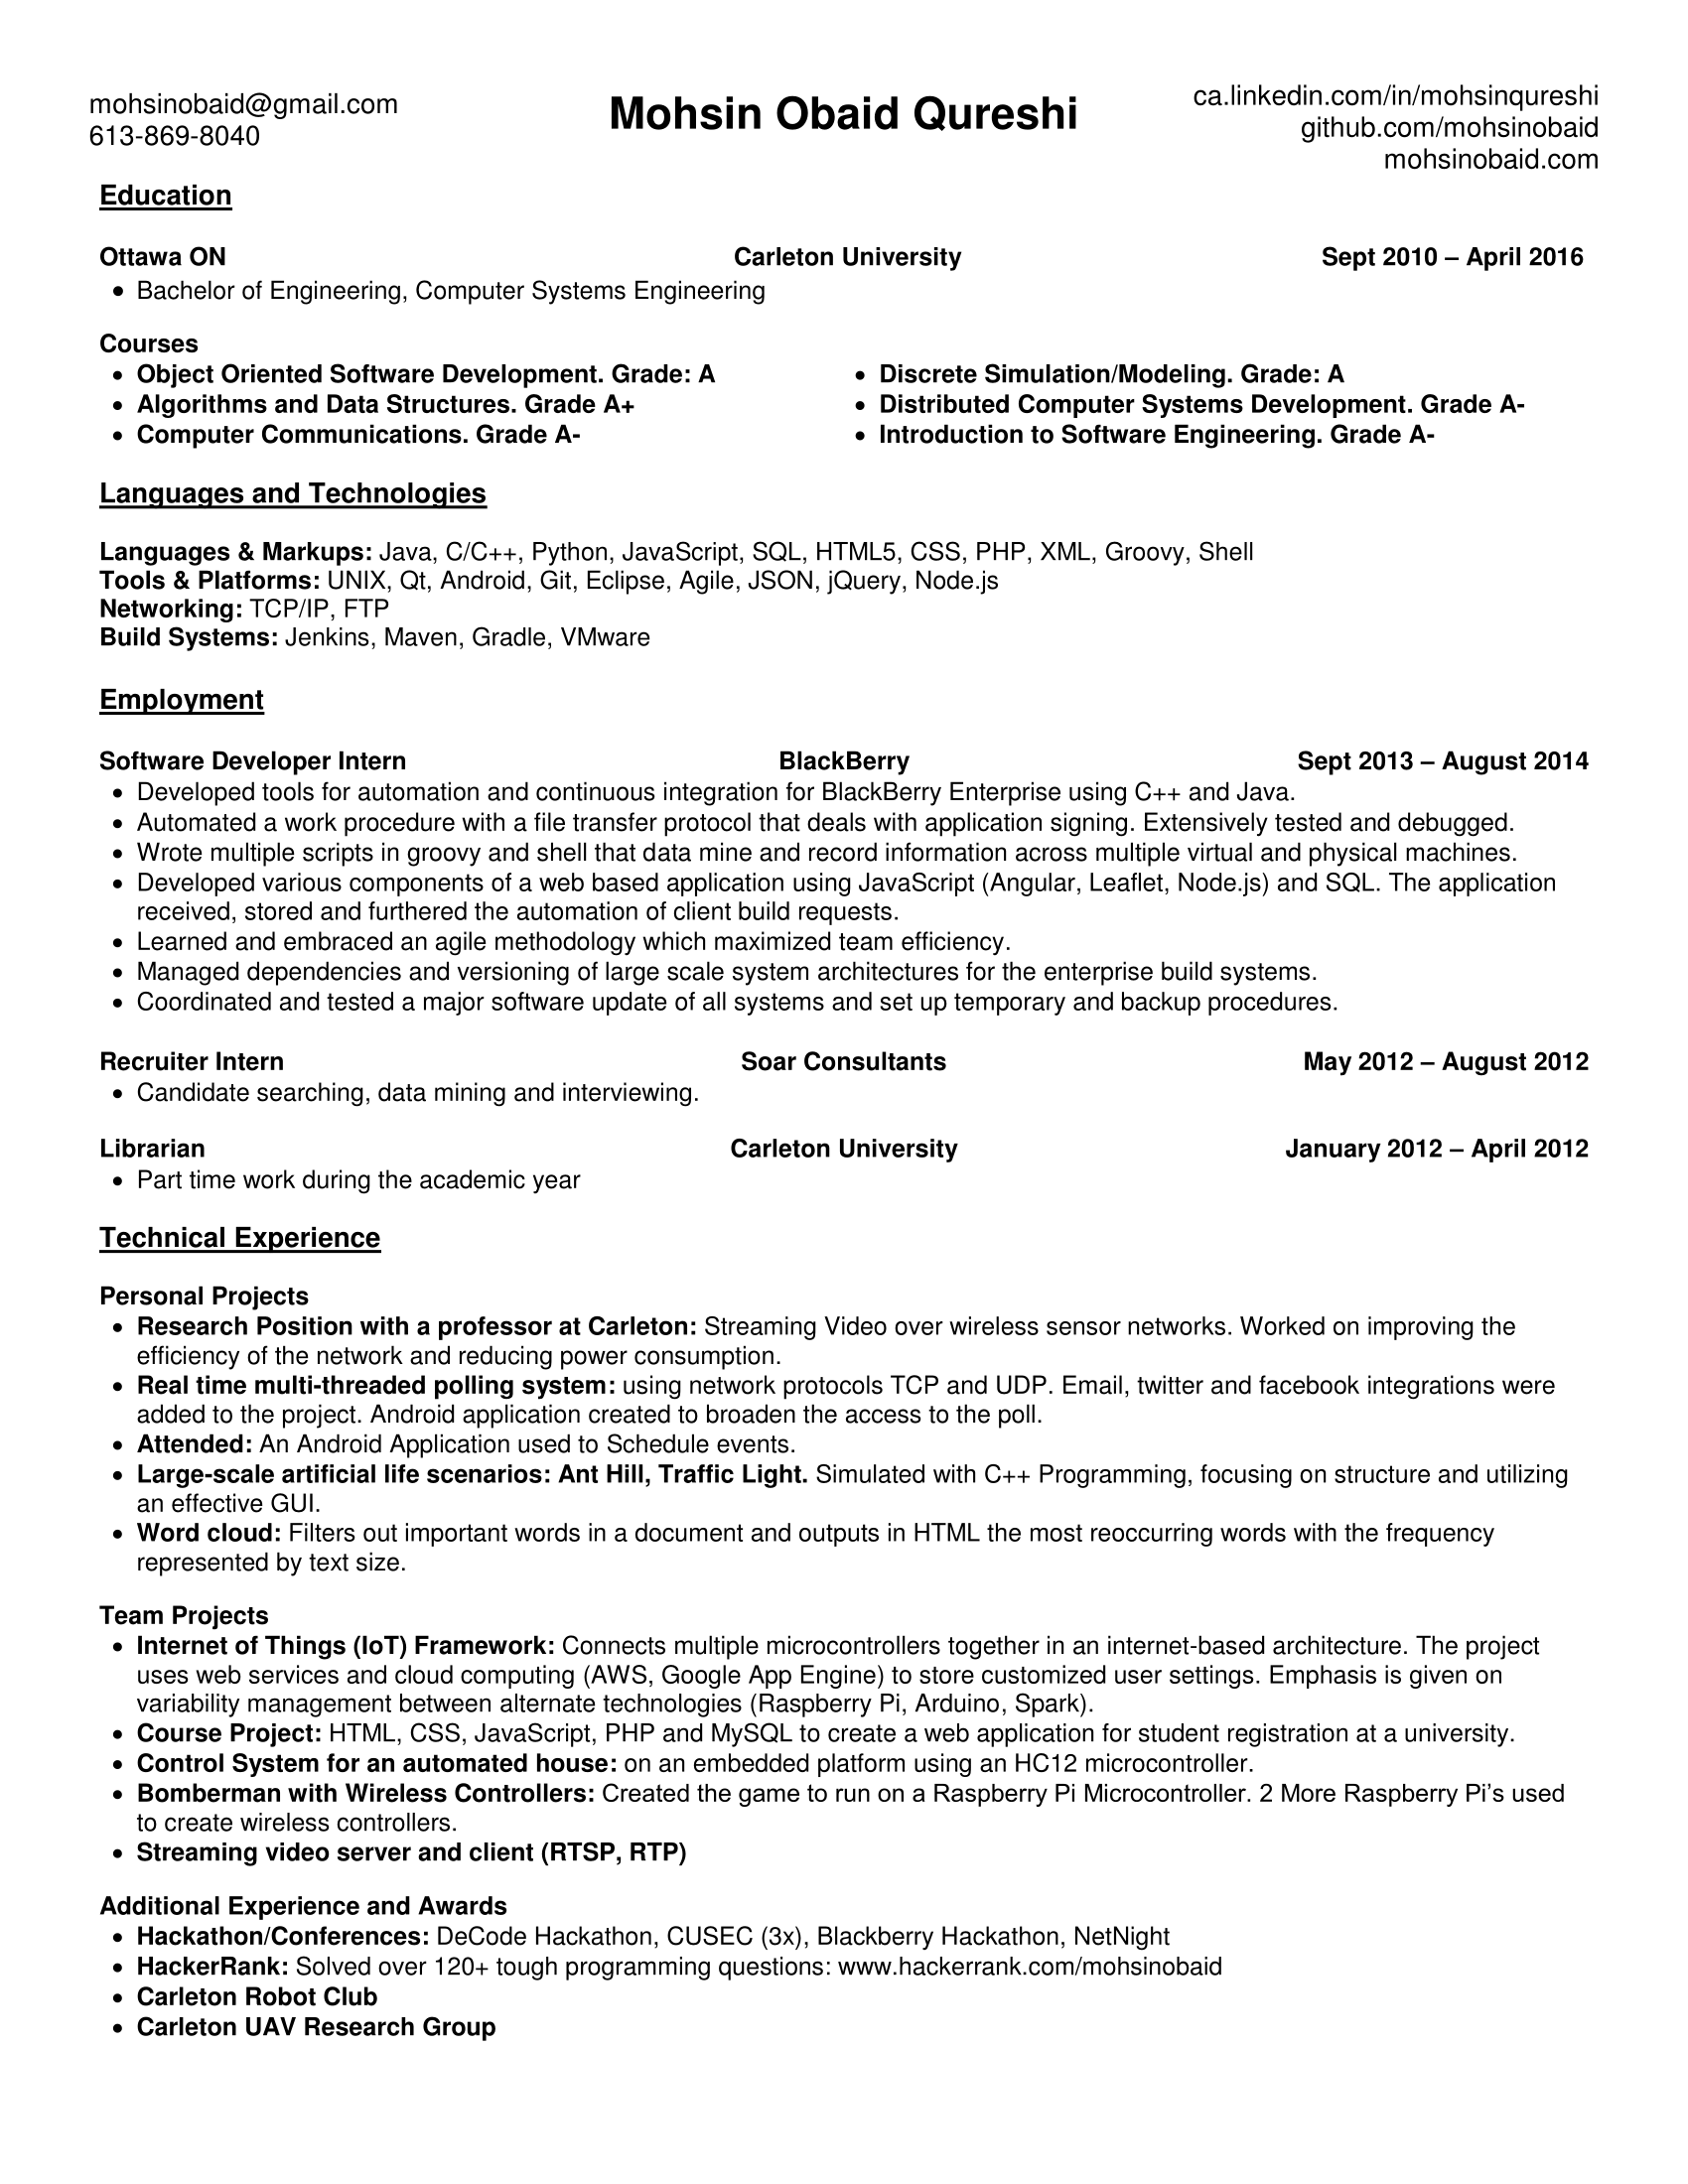 mohsinobaid@gmail.com
613-869-8040
Mohsin Obaid Qureshi
ca.linkedin.com/in/mohsinqureshi
github.com/mohsinobaid
mohsinobaid.com
Education
Ottawa ON Carleton University Sept 2010 – April 2016
• Bachelor of Engineering, Computer Systems Engineering
Courses
• Object Oriented Software Development. Grade: A
• Algorithms and Data Structures. Grade A+
• Computer Communications. Grade A-
• Discrete Simulation/Modeling. Grade: A
• Distributed Computer Systems Development. Grade A-
• Introduction to Software Engineering. Grade A-
Languages and Technologies
Languages & Markups: Java, C/C++, Python, JavaScript, SQL, HTML5, CSS, PHP, XML, Groovy, Shell
Tools & Platforms: UNIX, Qt, Android, Git, Eclipse, Agile, JSON, jQuery, Node.js
Networking: TCP/IP, FTP
Build Systems: Jenkins, Maven, Gradle, VMware
Employment
Software Developer Intern BlackBerry Sept 2013 – August 2014
• Developed tools for automation and continuous integration for BlackBerry Enterprise using C++ and Java.
• Automated a work procedure with a file transfer protocol that deals with application signing. Extensively tested and debugged.
• Wrote multiple scripts in groovy and shell that data mine and record information across multiple virtual and physical machines.
• Developed various components of a web based application using JavaScript (Angular, Leaflet, Node.js) and SQL. The application
received, stored and furthered the automation of client build requests.
• Learned and embraced an agile methodology which maximized team efficiency.
• Managed dependencies and versioning of large scale system architectures for the enterprise build systems.
• Coordinated and tested a major software update of all systems and set up temporary and backup procedures.
Recruiter Intern Soar Consultants May 2012 – August 2012
• Candidate searching, data mining and interviewing.
Librarian Carleton University January 2012 – April 2012
• Part time work during the academic year
Technical Experience
Personal Projects
• Research Position with a professor at Carleton: Streaming Video over wireless sensor networks. Worked on improving the
efficiency of the network and reducing power consumption.
• Real time multi-threaded polling system: using network protocols TCP and UDP. Email, twitter and facebook integrations were
added to the project. Android application created to broaden the access to the poll.
• Attended: An Android Application used to Schedule events.
• Large-scale artificial life scenarios: Ant Hill, Traffic Light. Simulated with C++ Programming, focusing on structure and utilizing
an effective GUI.
• Word cloud: Filters out important words in a document and outputs in HTML the most reoccurring words with the frequency
represented by text size.
Team Projects
• Internet of Things (IoT) Framework: Connects multiple microcontrollers together in an internet-based architecture. The project
uses web services and cloud computing (AWS, Google App Engine) to store customized user settings. Emphasis is given on
variability management between alternate technologies (Raspberry Pi, Arduino, Spark).
• Course Project: HTML, CSS, JavaScript, PHP and MySQL to create a web application for student registration at a university.
• Control System for an automated house: on an embedded platform using an HC12 microcontroller.
• Bomberman with Wireless Controllers: Created the game to run on a Raspberry Pi Microcontroller. 2 More Raspberry Pi’s used
to create wireless controllers.
• Streaming video server and client (RTSP, RTP)
Additional Experience and Awards
• Hackathon/Conferences: DeCode Hackathon, CUSEC (3x), Blackberry Hackathon, NetNight
• HackerRank: Solved over 120+ tough programming questions: www.hackerrank.com/mohsinobaid
• Carleton Robot Club
• Carleton UAV Research Group